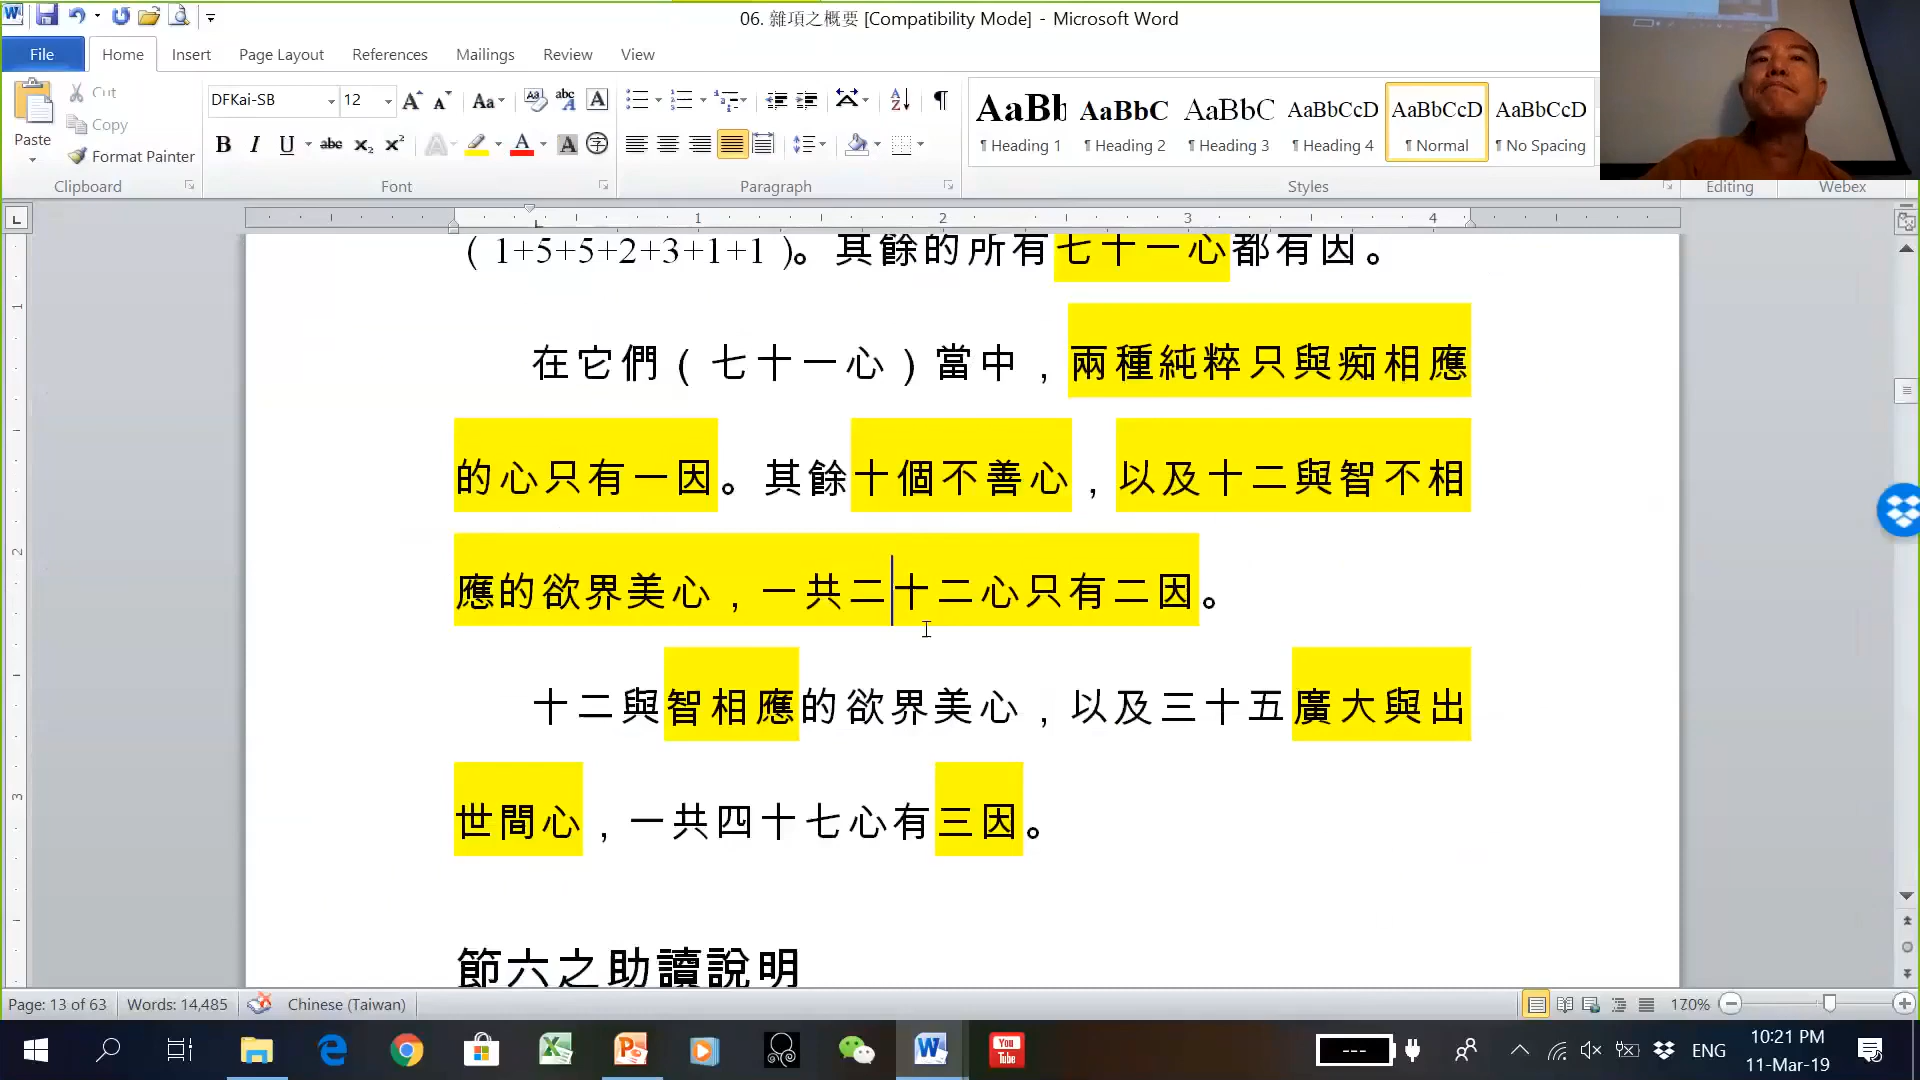 06. 雜項之概要 [Compatibility Mode] - Microsoft Word
File Home Insert Page Layout References Mailings Review View
Paste Cut Copy Format Painter
DFKai-SB 12
AaBb AaBbC AaBbC AaBbCcD AaBbCcD AaBbCcD
¶ Heading 1 ¶ Heading 2 ¶ Heading 3 ¶ Heading 4 ¶ Normal ¶ No Spacing
Clipboard Font Paragraph Styles Editing Webex
1 2 3 4
（1+5+5+2+3+1+1）。其餘的所有七十一心都有因。
在它們（七十一心）當中，兩種純粹只與痴相應
的心只有一因。其餘十個不善心，以及十二與智不相
應的欲界美心，一共二十二心只有二因。
十二與智相應的欲界美心，以及三十五廣大與出
世間心，一共四十七心有三因。
節六之助讀說明
Page: 13 of 63 Words: 14,485 Chinese (Taiwan) 170%
You Tube ENG 10:21 PM
11-Mar-19